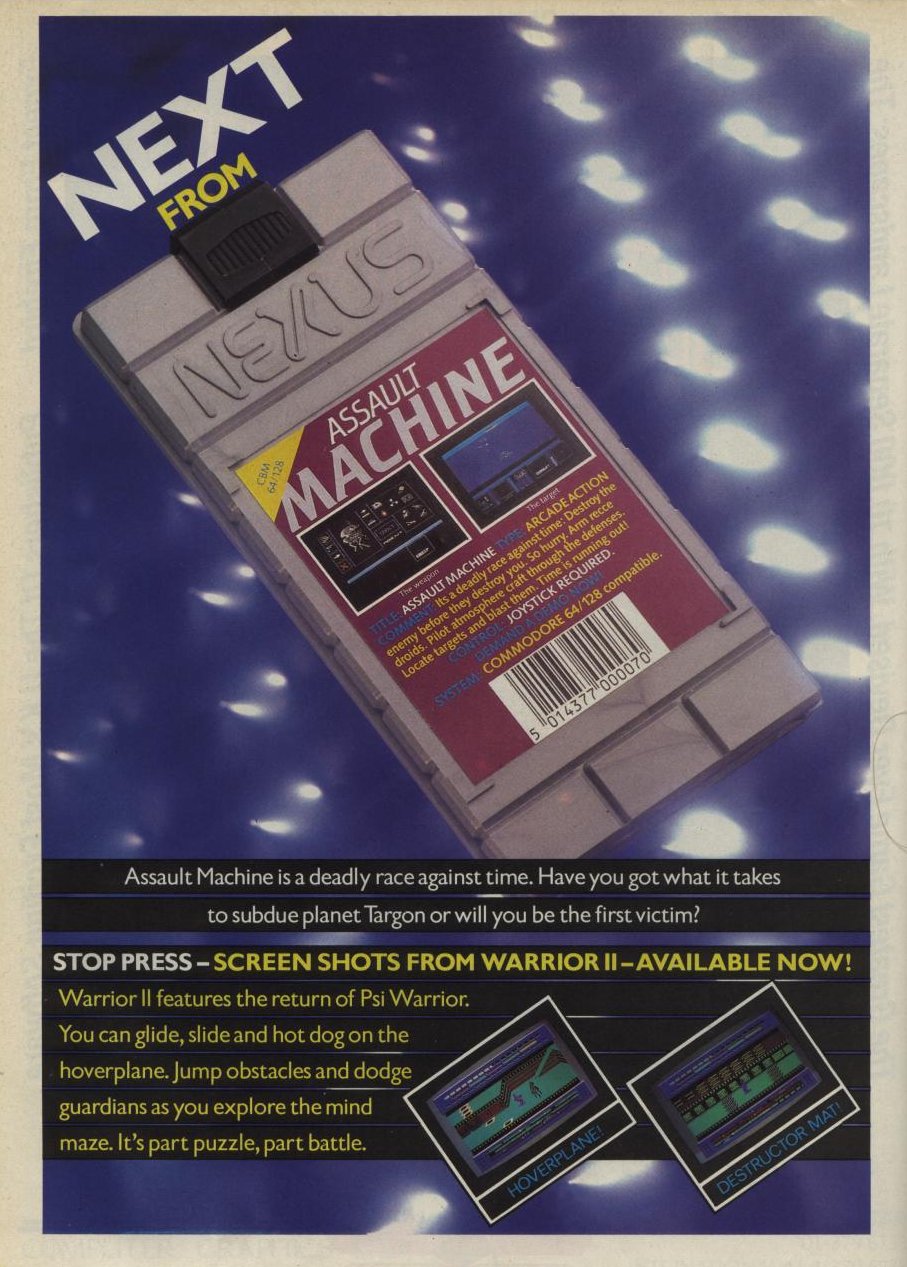 NEXT
FROM
NEXUS
CBM
64/128
ASSAULT
MACHINE
The weapon
The target
TITLE: ASSAULT MACHINE TYPE: ARCADE ACTION
COMMENT: Its a deadly race against time: Destroy the
enemy before they destroy you. So hurry. Arm recce
droids. Pilot atmosphere craft through the defenses.
Locate targets and blast them. Time is running out!
CONTROL: JOYSTICK REQUIRED.
DEMAND A DEMO NOW!
SYSTEM: COMMODORE 64/128 compatible.
5 014377 000070
Assault Machine is a deadly race against time. Have you got what it takes
to subdue planet Targon or will you be the first victim?
STOP PRESS – SCREEN SHOTS FROM WARRIOR II – AVAILABLE NOW!
Warrior II features the return of Psi Warrior.
You can glide, slide and hot dog on the
hoverplane. Jump obstacles and dodge
guardians as you explore the mind
maze. It's part puzzle, part battle.
HOVERPLANE!
DESTRUCTOR MAT!